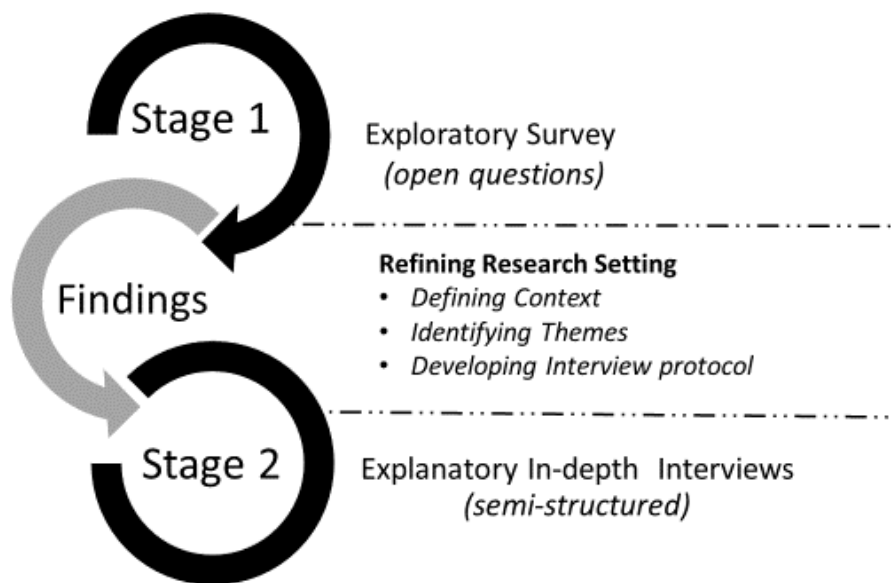 Stage 1
Exploratory Survey
(open questions)
Findings
Refining Research Setting
• Defining Context
• Identifying Themes
• Developing Interview protocol
Stage 2
Explanatory In-depth Interviews
(semi-structured)